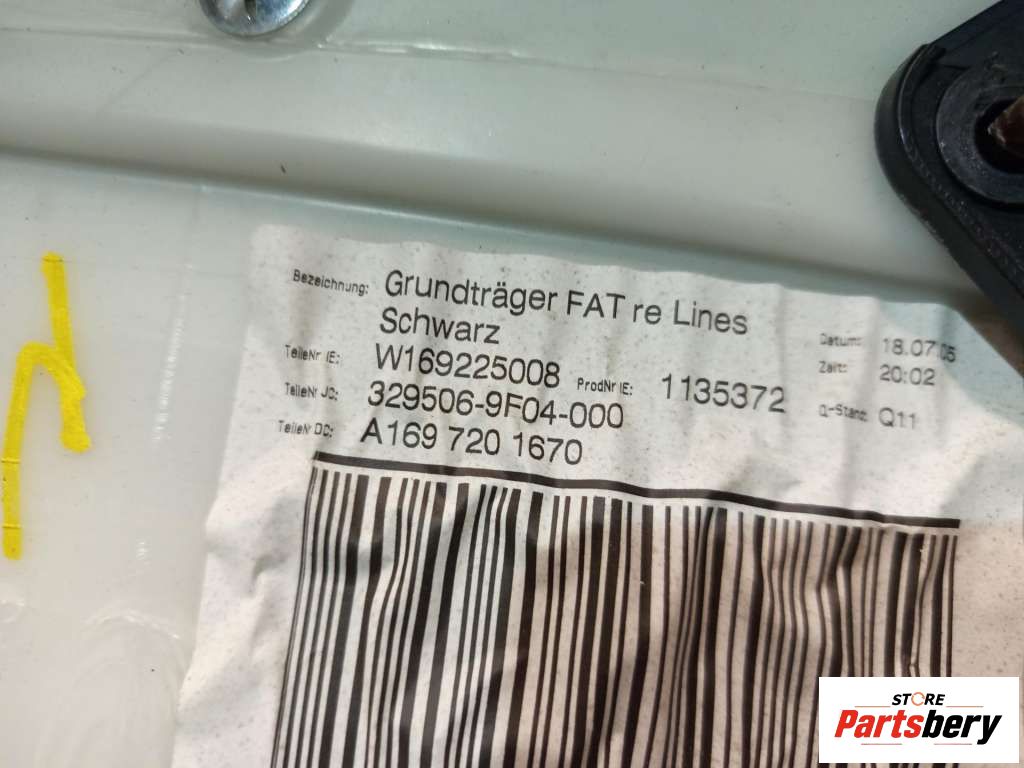 Bezeichnung: Grundträger FAT re Lines
Schwarz
Datum: 18.07.05
TeileNr IE: W169225008 ProdNr IE: 1135372
Zeit: 20:02
TeileNr JC: 329506-9F04-000
Q-Stand: Q11
TeileNr DC: A169 720 1670
STORE
Partsbery